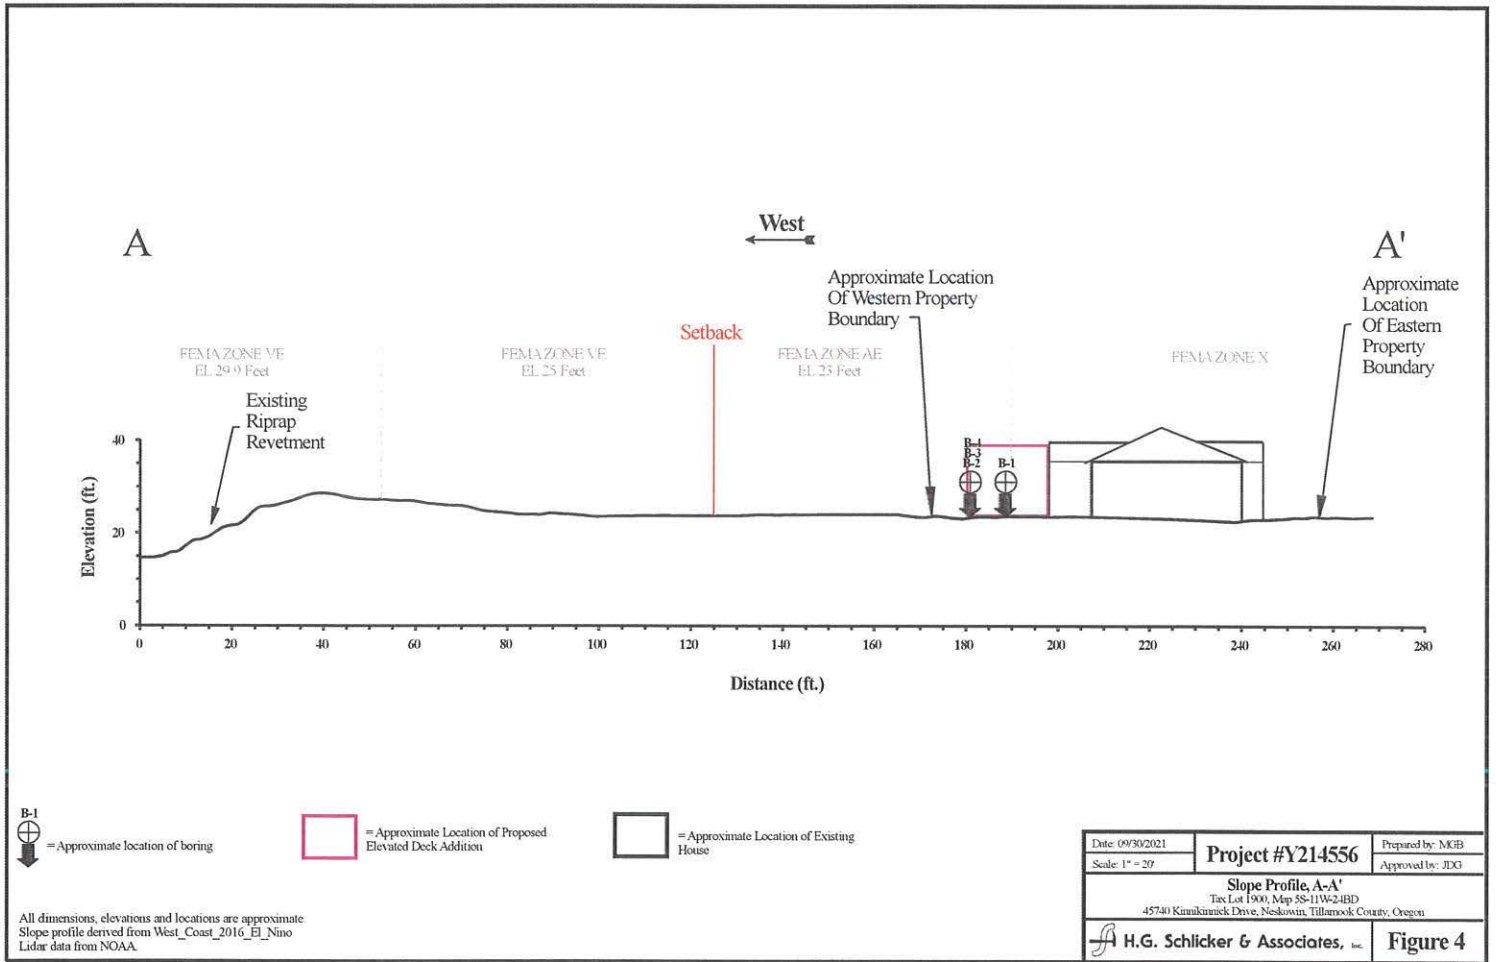 West
A
A'
Approximate Location
Of Western Property
Boundary
Approximate
Location
Of Eastern
Property
Boundary
Setback
FEMA ZONE VE
EL 29.9 Feet
FEMA ZONE VE
EL 25 Feet
FEMA ZONE AE
EL 23 Feet
FEMA ZONE X
Existing
Riprap
Revetment
B-4
B-3
B-2
B-1
Elevation (ft.)
40
20
0
0 20 40 60 80 100 120 140 160 180 200 220 240 260 280
Distance (ft.)
B-1
= Approximate location of boring
= Approximate Location of Proposed
Elevated Deck Addition
= Approximate Location of Existing
House
All dimensions, elevations and locations are approximate
Slope profile derived from West_Coast_2016_El_Nino
Lidar data from NOAA.
Date: 09/30/2021
Scale: 1" = 20'
Project #Y214556
Prepared by: MGB
Approved by: JDG
Slope Profile, A-A'
Tax Lot 1900, Map 5S-11W-24BD
45740 Kinnikinnick Drive, Neskowin, Tillamook County, Oregon
H.G. Schlicker & Associates, Inc.
Figure 4